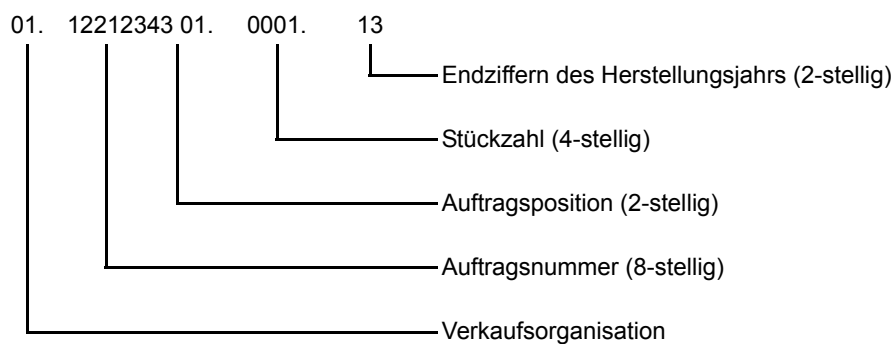 01. 12212343 01. 0001. 13
Endziffern des Herstellungsjahrs (2-stellig)
Stückzahl (4-stellig)
Auftragsposition (2-stellig)
Auftragsnummer (8-stellig)
Verkaufsorganisation